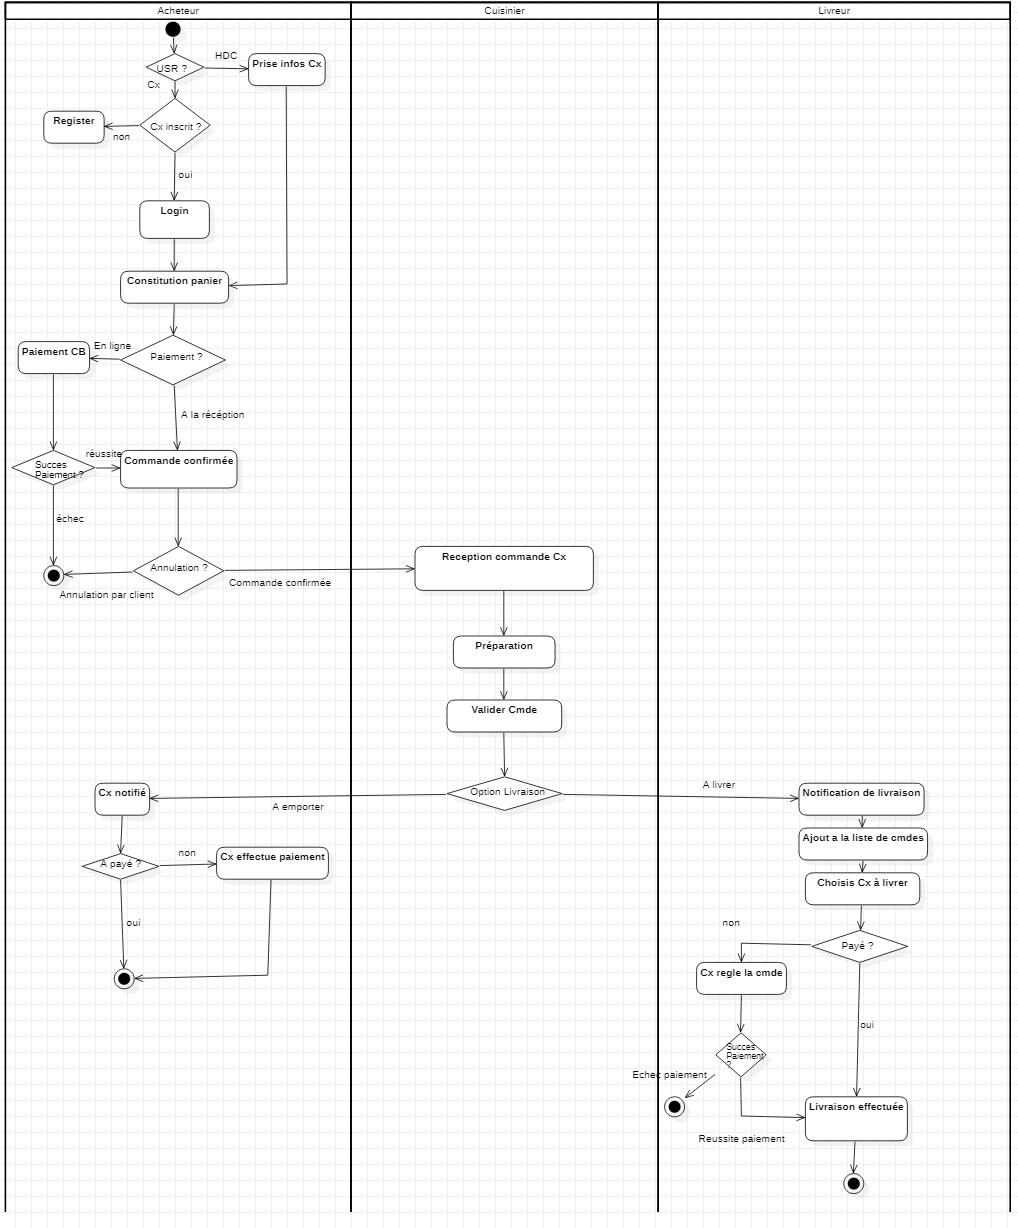 Acheteur
Cuisinier
Livreur
HDC
USR ?
Prise infos Cx
Cx
Register
Cx inscrit ?
non
oui
Login
Constitution panier
Paiement CB
En ligne
Paiement ?
A la récéption
réussite
Commande confirmée
Succes
Paiement ?
échec
Annulation ?
Annulation par client
Commande confirmée
Reception commande Cx
Préparation
Valider Cmde
Option Livraison
A emporter
A livrer
Cx notifié
Notification de livraison
Ajout a la liste de cmdes
A payé ?
non
Cx effectue paiement
Choisis Cx à livrer
oui
non
Payé ?
Cx regle la cmde
oui
Succes
Paiement
?
Echec paiement
Livraison effectuée
Reussite paiement